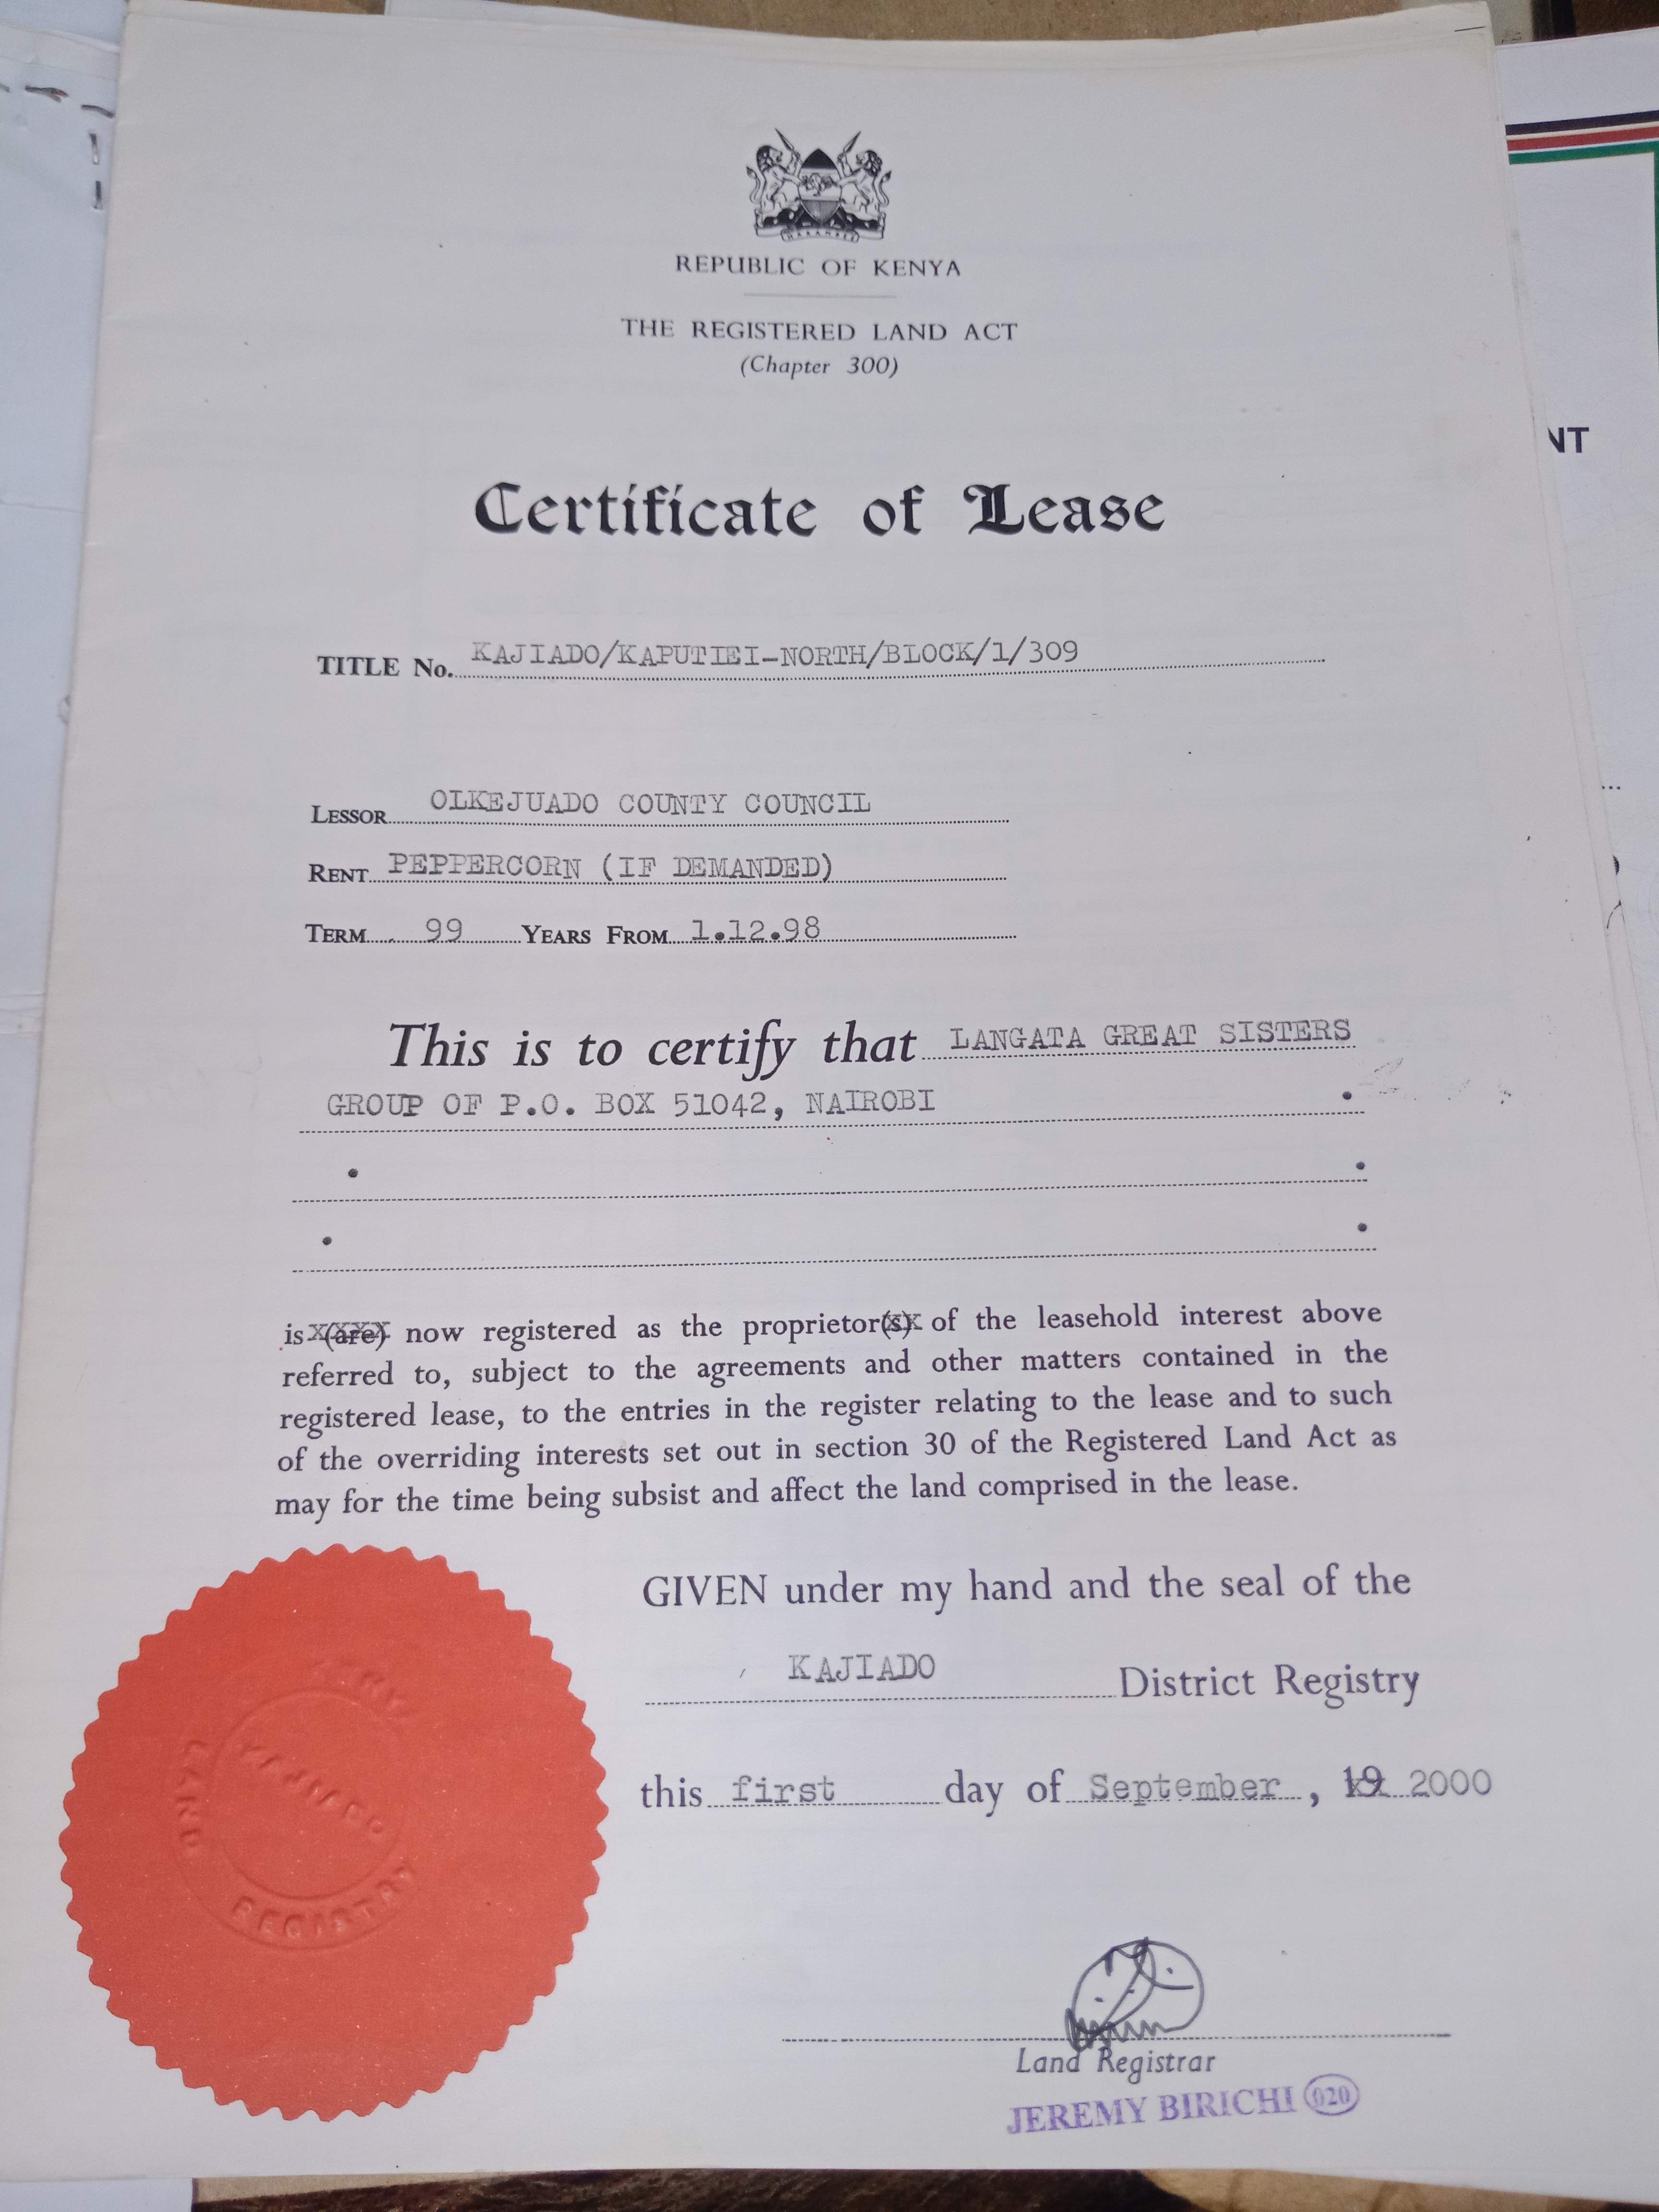 HARAMBEE
REPUBLIC OF KENYA
THE REGISTERED LAND ACT
(Chapter 300)
NT
Certificate of Lease
TITLE No. KAJIADO/KAPUTIEI-NORTH/BLOCK/1/309
LESSOR OLKEJUADO COUNTY COUNCIL
RENT PEPPERCORN (IF DEMANDED)
TERM 99 YEARS FROM 1.12.98
This is to certify that LANGATA GREAT SISTERS
GROUP OF P.O. BOX 51042, NAIROBI
is (are) now registered as the proprietor(s) of the leasehold interest above
referred to, subject to the agreements and other matters contained in the
registered lease, to the entries in the register relating to the lease and to such
of the overriding interests set out in section 30 of the Registered Land Act as
may for the time being subsist and affect the land comprised in the lease.
GIVEN under my hand and the seal of the
KAJIADO District Registry
this first day of September, 19 2000
LAND REGISTRY
KAJIADO
Land Registrar
JEREMY BIRICHI 020